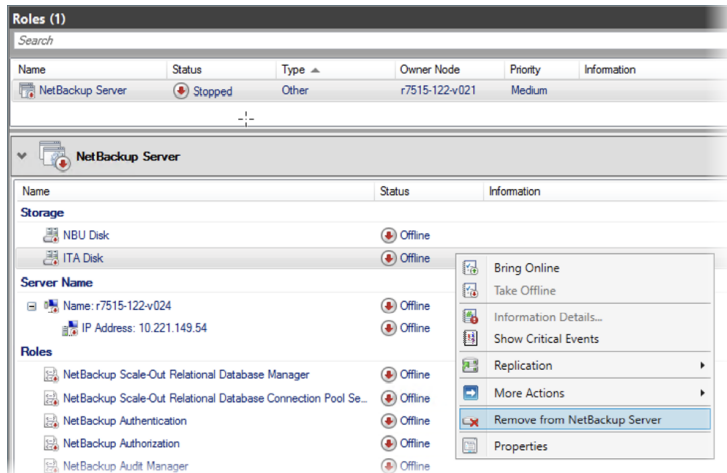 Roles (1)
Search
Name Status Type Owner Node Priority Information
NetBackup Server Stopped Other r7515-122-v021 Medium
NetBackup Server
Name Status Information
Storage
NBU Disk Offline
ITA Disk Offline
Server Name
Name: r7515-122-v024 Offline
IP Address: 10.221.149.54 Offline
Roles
NetBackup Scale-Out Relational Database Manager Offline
NetBackup Scale-Out Relational Database Connection Pool Se... Offline
NetBackup Authentication Offline
NetBackup Authorization Offline
NetBackup Audit Manager Offline
Bring Online
Take Offline
Information Details...
Show Critical Events
Replication
More Actions
Remove from NetBackup Server
Properties